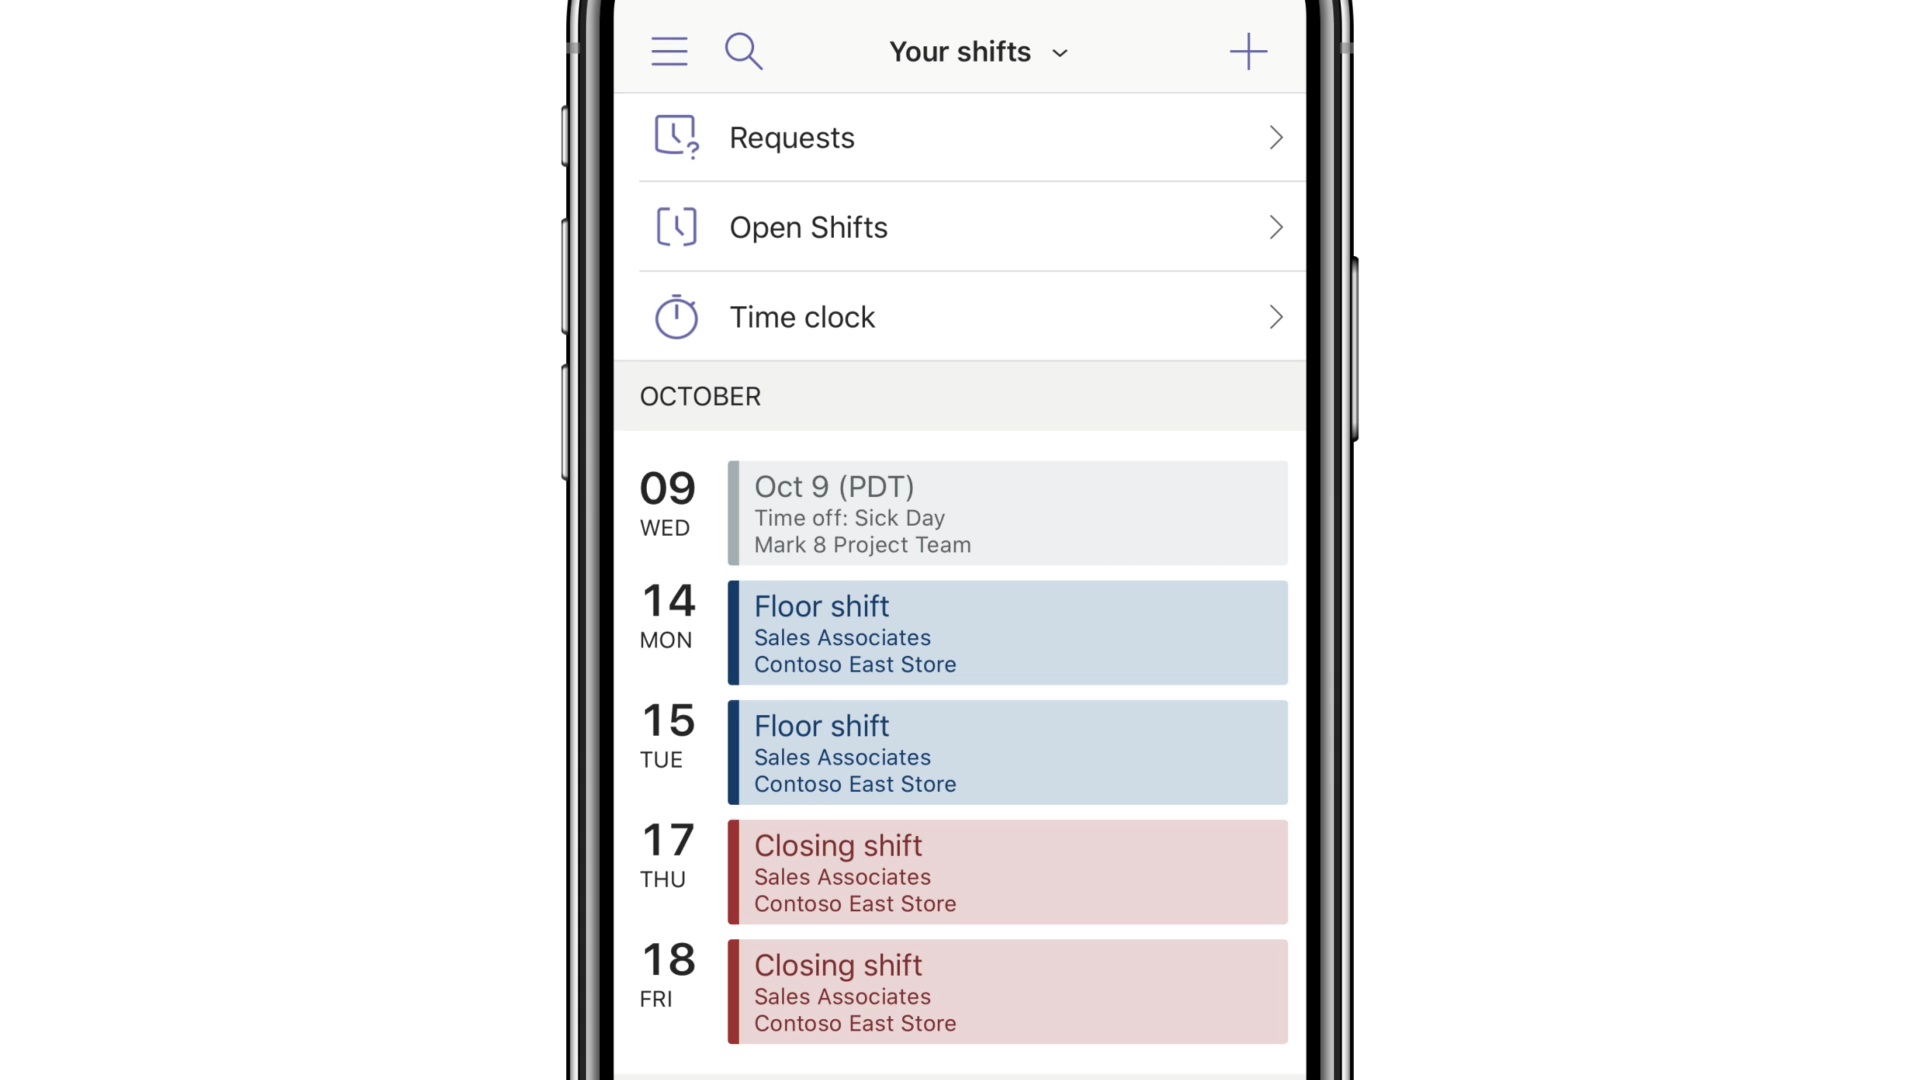 Your shifts
Requests
Open Shifts
Time clock
OCTOBER
09
WED
Oct 9 (PDT)
Time off: Sick Day
Mark 8 Project Team
14
MON
Floor shift
Sales Associates
Contoso East Store
15
TUE
Floor shift
Sales Associates
Contoso East Store
17
THU
Closing shift
Sales Associates
Contoso East Store
18
FRI
Closing shift
Sales Associates
Contoso East Store